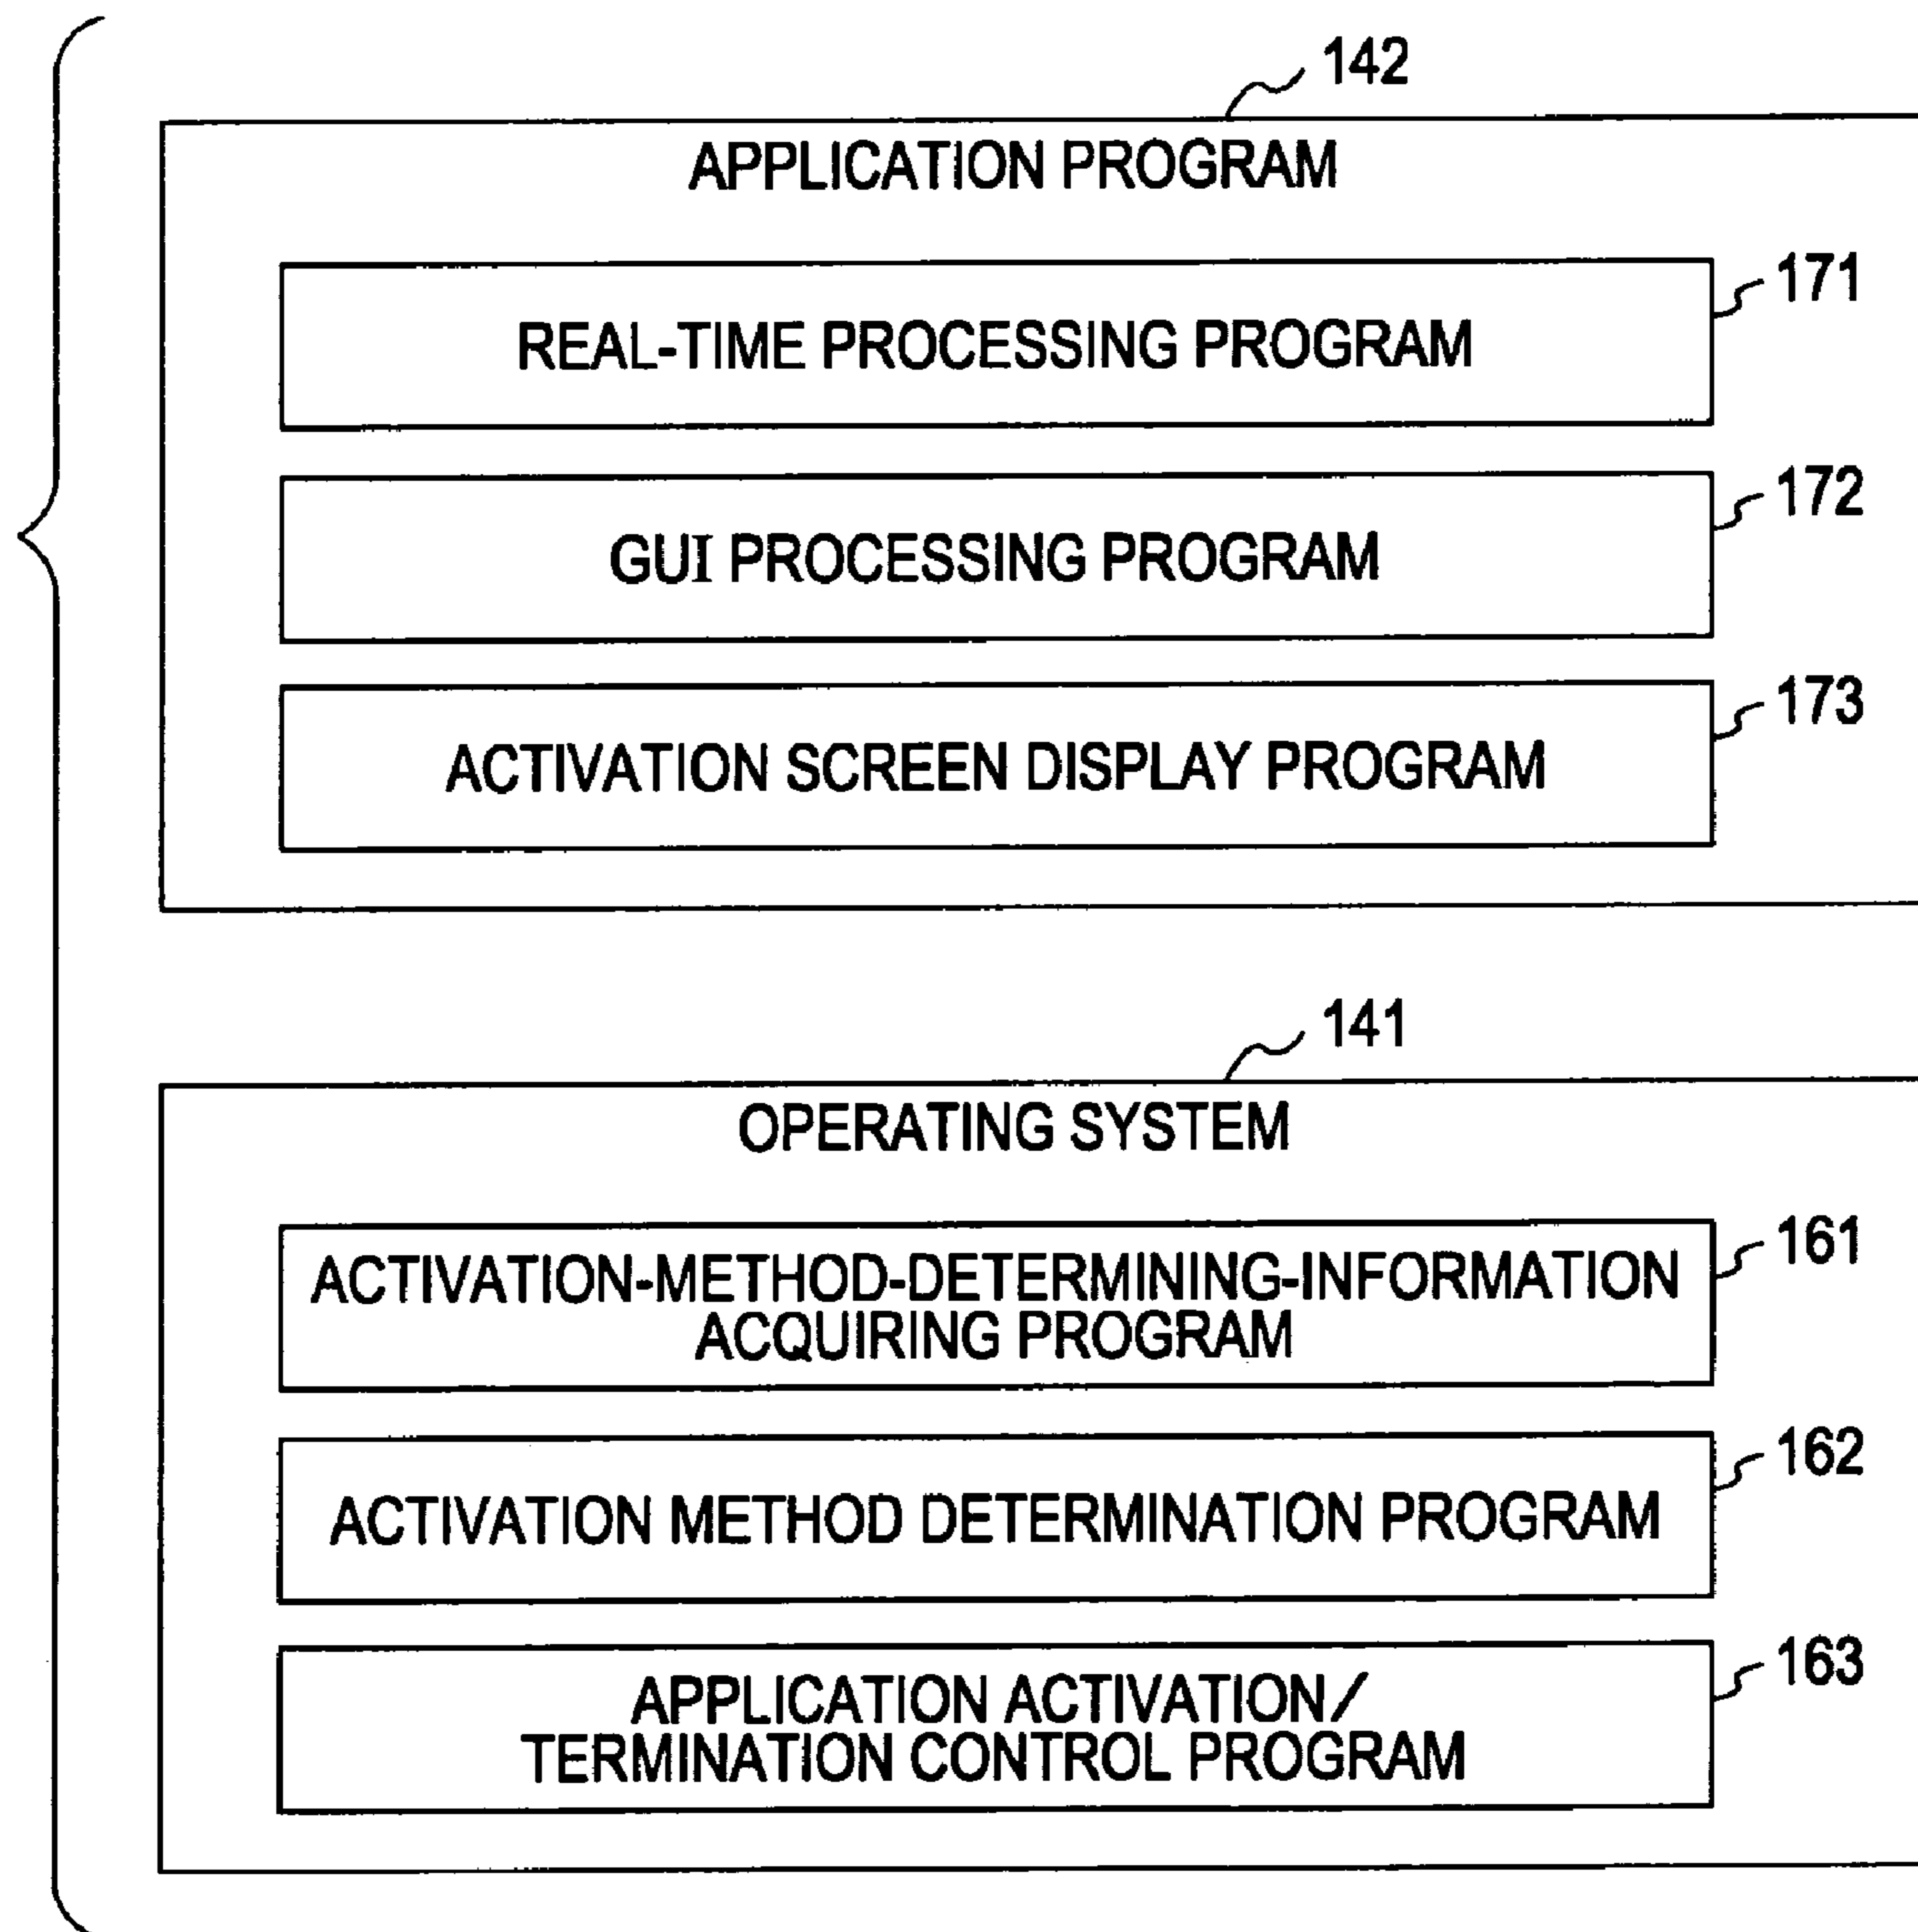 142
APPLICATION PROGRAM
171
REAL-TIME PROCESSING PROGRAM
172
GUI PROCESSING PROGRAM
173
ACTIVATION SCREEN DISPLAY PROGRAM
141
OPERATING SYSTEM
161
ACTIVATION-METHOD-DETERMINING-INFORMATION
ACQUIRING PROGRAM
162
ACTIVATION METHOD DETERMINATION PROGRAM
163
APPLICATION ACTIVATION/
TERMINATION CONTROL PROGRAM